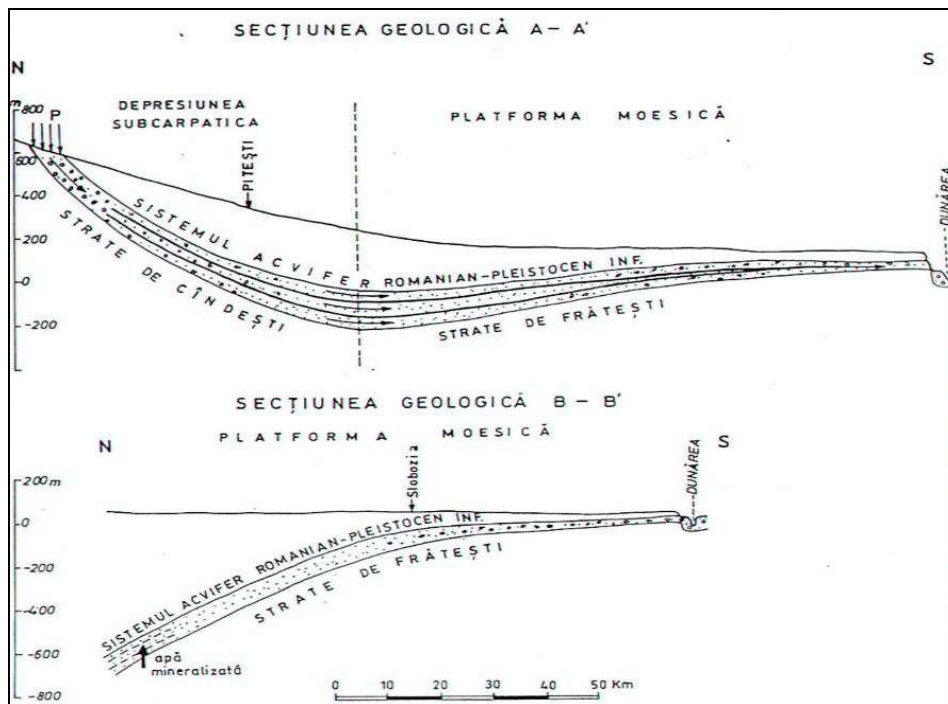 SECȚIUNEA GEOLOGICĂ A – A'
N
S
m
800
600
400
200
0
-200
P
DEPRESIUNEA
SUBCARPATICA
PLATFORMA MOESICĂ
PITEȘTI
DUNĂREA
SISTEMUL ACVIFER ROMANIAN-PLEISTOCEN INF.
STRATE DE CÎNDEȘTI
STRATE DE FRĂTEȘTI
SECȚIUNEA GEOLOGICĂ B – B'
PLATFORMA MOESICĂ
N
S
200 m
0
-200
-400
-600
-800
Slobozia
DUNĂREA
SISTEMUL ACVIFER ROMANIAN-PLEISTOCEN INF.
STRATE DE FRĂTEȘTI
apă
mineralizată
0 10 20 30 40 50 Km